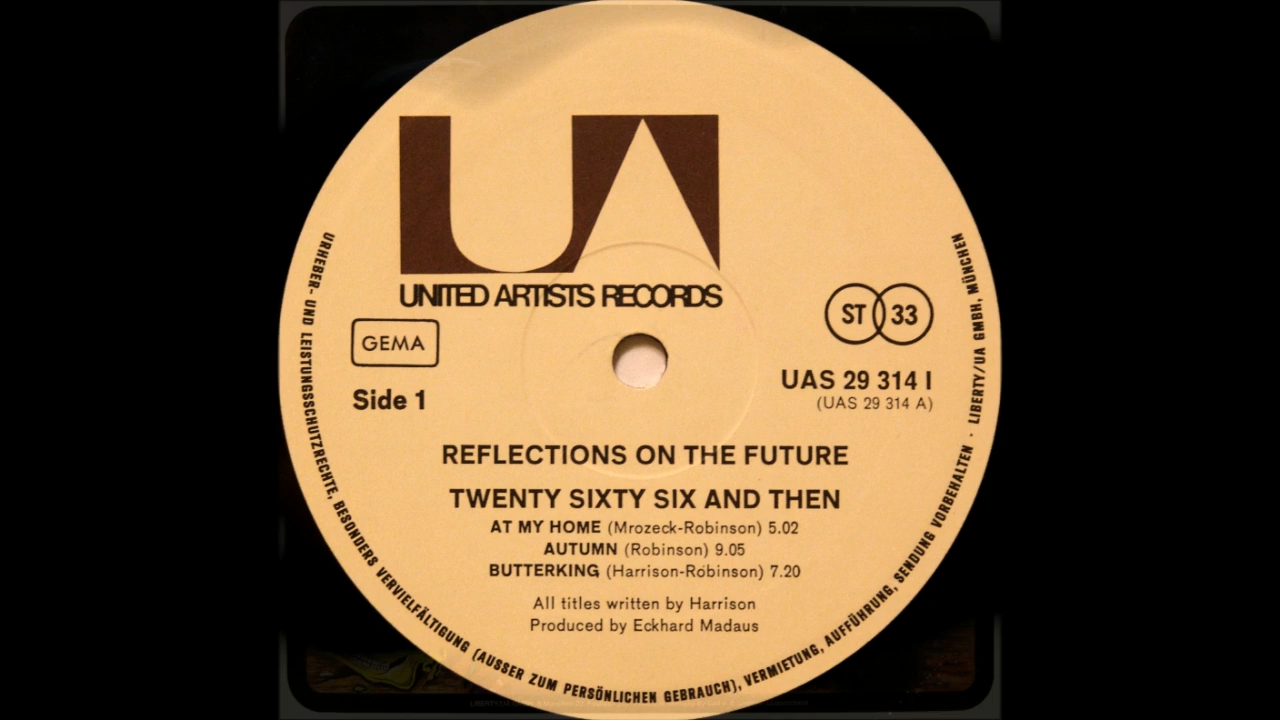 UA
UNITED ARTISTS RECORDS
GEMA
ST 33
Side 1
UAS 29 314 I
(UAS 29 314 A)
REFLECTIONS ON THE FUTURE
TWENTY SIXTY SIX AND THEN
AT MY HOME (Mrozeck-Robinson) 5.02
AUTUMN (Robinson) 9.05
BUTTERKING (Harrison-Robinson) 7.20
All titles written by Harrison
Produced by Eckhard Madaus
URHEBER- UND LEISTUNGSSCHUTZRECHTE, BESONDERS VERVIELFÄLTIGUNG (AUSSER ZUM PERSÖNLICHEN GEBRAUCH), VERMIETUNG, AUFFÜHRUNG, SENDUNG VORBEHALTEN · LIBERTY/UA GMBH, MÜNCHEN